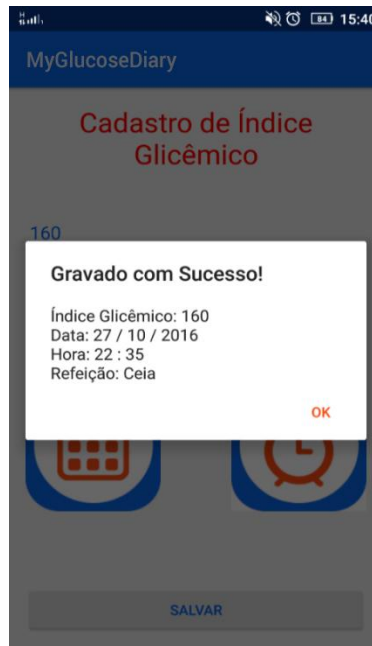 H
84 15:40
MyGlucoseDiary
Cadastro de Índice
Glicêmico
160
Gravado com Sucesso!
Índice Glicêmico: 160
Data: 27 / 10 / 2016
Hora: 22 : 35
Refeição: Ceia
OK
SALVAR